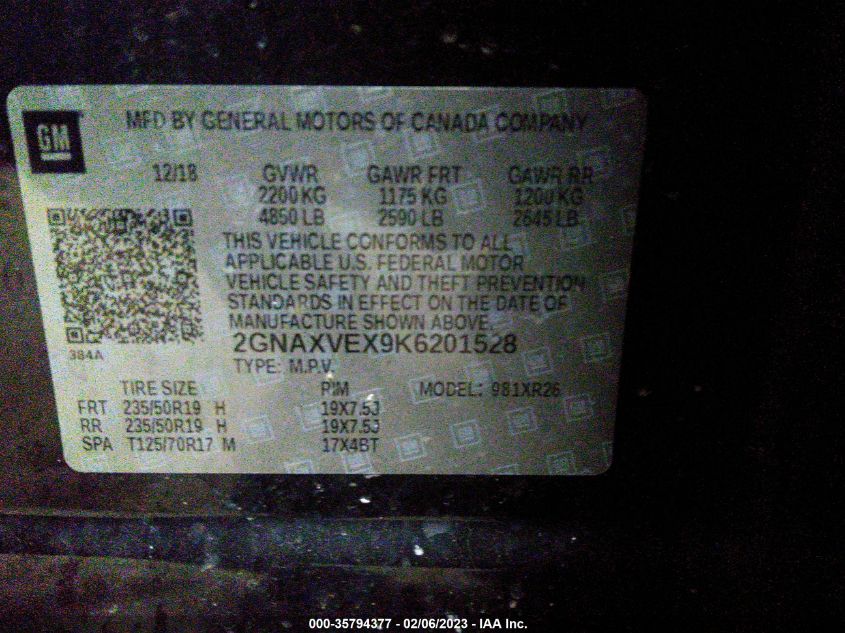 GM
MFD BY GENERAL MOTORS OF CANADA COMPANY
12/18 GVWR GAWR FRT GAWR RR
2200 KG 1175 KG 1200 KG
4850 LB 2590 LB 2645 LB
THIS VEHICLE CONFORMS TO ALL
APPLICABLE U.S. FEDERAL MOTOR
VEHICLE SAFETY AND THEFT PREVENTION
STANDARDS IN EFFECT ON THE DATE OF
MANUFACTURE SHOWN ABOVE.
384A
2GNAXVEX9K6201528
TYPE: M.P.V.
TIRE SIZE RIM MODEL: 981XR26
FRT 235/50R19 H 19X7.5J
RR 235/50R19 H 19X7.5J
SPA T125/70R17 M 17X4BT
000-35794377 - 02/06/2023 - IAA Inc.